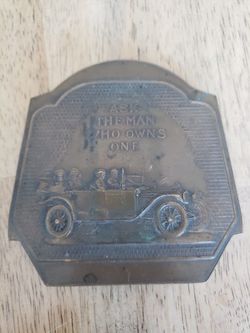 ASK
THE MAN
WHO OWNS
ONE